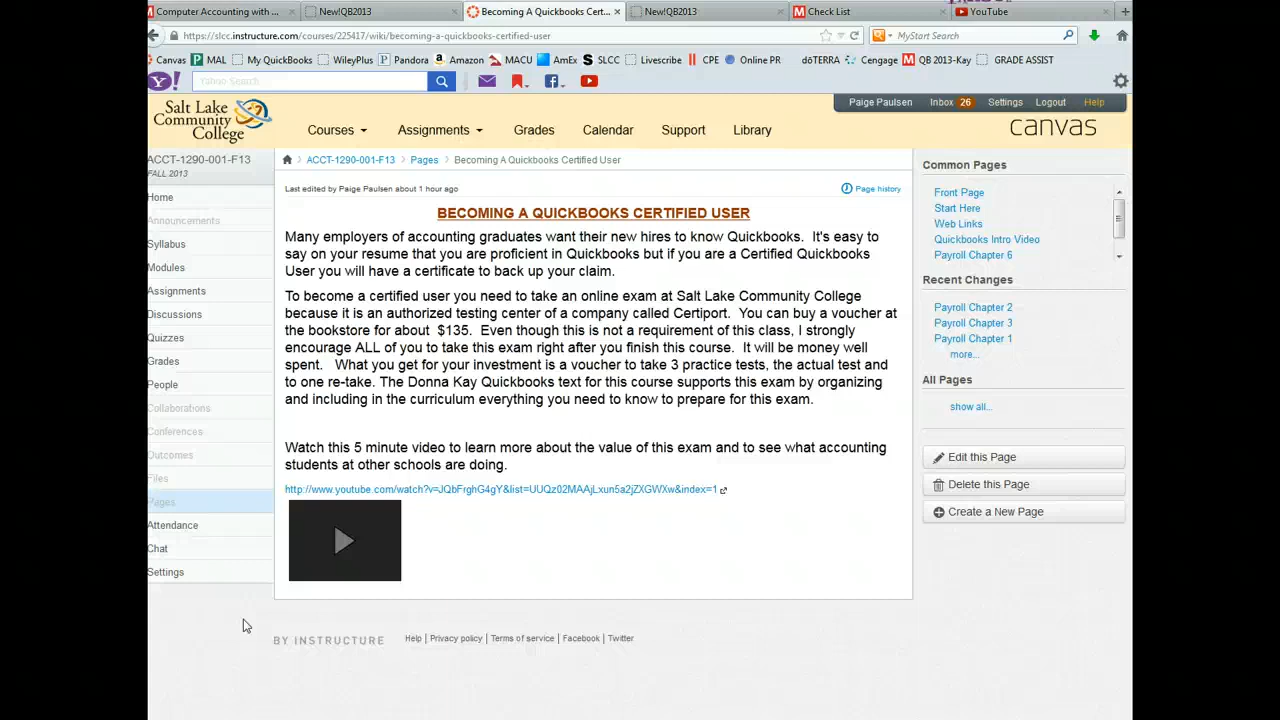 Computer Accounting with ...
New!QB2013
Becoming A Quickbooks Cert...
New!QB2013
Check List
YouTube
https://slcc.instructure.com/courses/225417/wiki/becoming-a-quickbooks-certified-user
MyStart Search
Canvas MAL My QuickBooks WileyPlus Pandora Amazon MACU AmEx SLCC Livescribe CPE Online PR dōTERRA Cengage QB 2013-Kay GRADE ASSIST
Yahoo Search
Paige Paulsen Inbox 26 Settings Logout Help
Salt Lake
Community
College
Courses Assignments Grades Calendar Support Library
canvas
ACCT-1290-001-F13
FALL 2013
Home
Announcements
Syllabus
Modules
Assignments
Discussions
Quizzes
Grades
People
Collaborations
Conferences
Outcomes
Files
Pages
Attendance
Chat
Settings
ACCT-1290-001-F13 Pages Becoming A Quickbooks Certified User
Last edited by Paige Paulsen about 1 hour ago
Page history
BECOMING A QUICKBOOKS CERTIFIED USER
Many employers of accounting graduates want their new hires to know Quickbooks. It's easy to
say on your resume that you are proficient in Quickbooks but if you are a Certified Quickbooks
User you will have a certificate to back up your claim.
To become a certified user you need to take an online exam at Salt Lake Community College
because it is an authorized testing center of a company called Certiport. You can buy a voucher at
the bookstore for about $135. Even though this is not a requirement of this class, I strongly
encourage ALL of you to take this exam right after you finish this course. It will be money well
spent. What you get for your investment is a voucher to take 3 practice tests, the actual test and
to one re-take. The Donna Kay Quickbooks text for this course supports this exam by organizing
and including in the curriculum everything you need to know to prepare for this exam.
Watch this 5 minute video to learn more about the value of this exam and to see what accounting
students at other schools are doing.
http://www.youtube.com/watch?v=JQbFrghG4gY&list=UUQz02MAAjLxun5a2jZXGWXw&index=1
Common Pages
Front Page
Start Here
Web Links
Quickbooks Intro Video
Payroll Chapter 6
Recent Changes
Payroll Chapter 2
Payroll Chapter 3
Payroll Chapter 1
more...
All Pages
show all...
Edit this Page
Delete this Page
Create a New Page
BY INSTRUCTURE
Help Privacy policy Terms of service Facebook Twitter